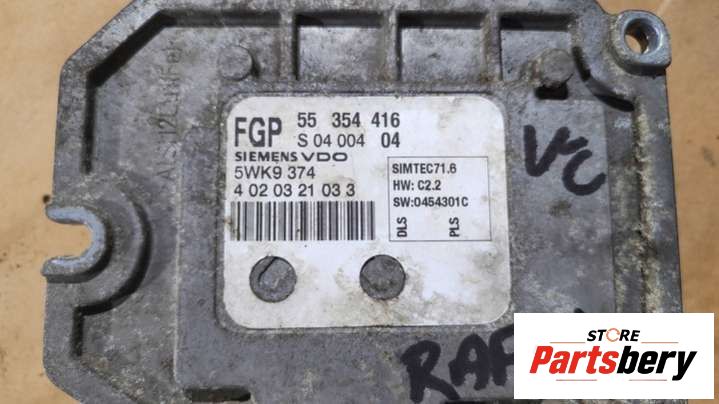 FGP 55 354 416
S 04 004 04
SIEMENS VDO
5WK9 374
4 02 03 21 03 3
SIMTEC71.6
HW: C2.2
SW:0454301C
DLS PLS
VC
STORE
Partsbery